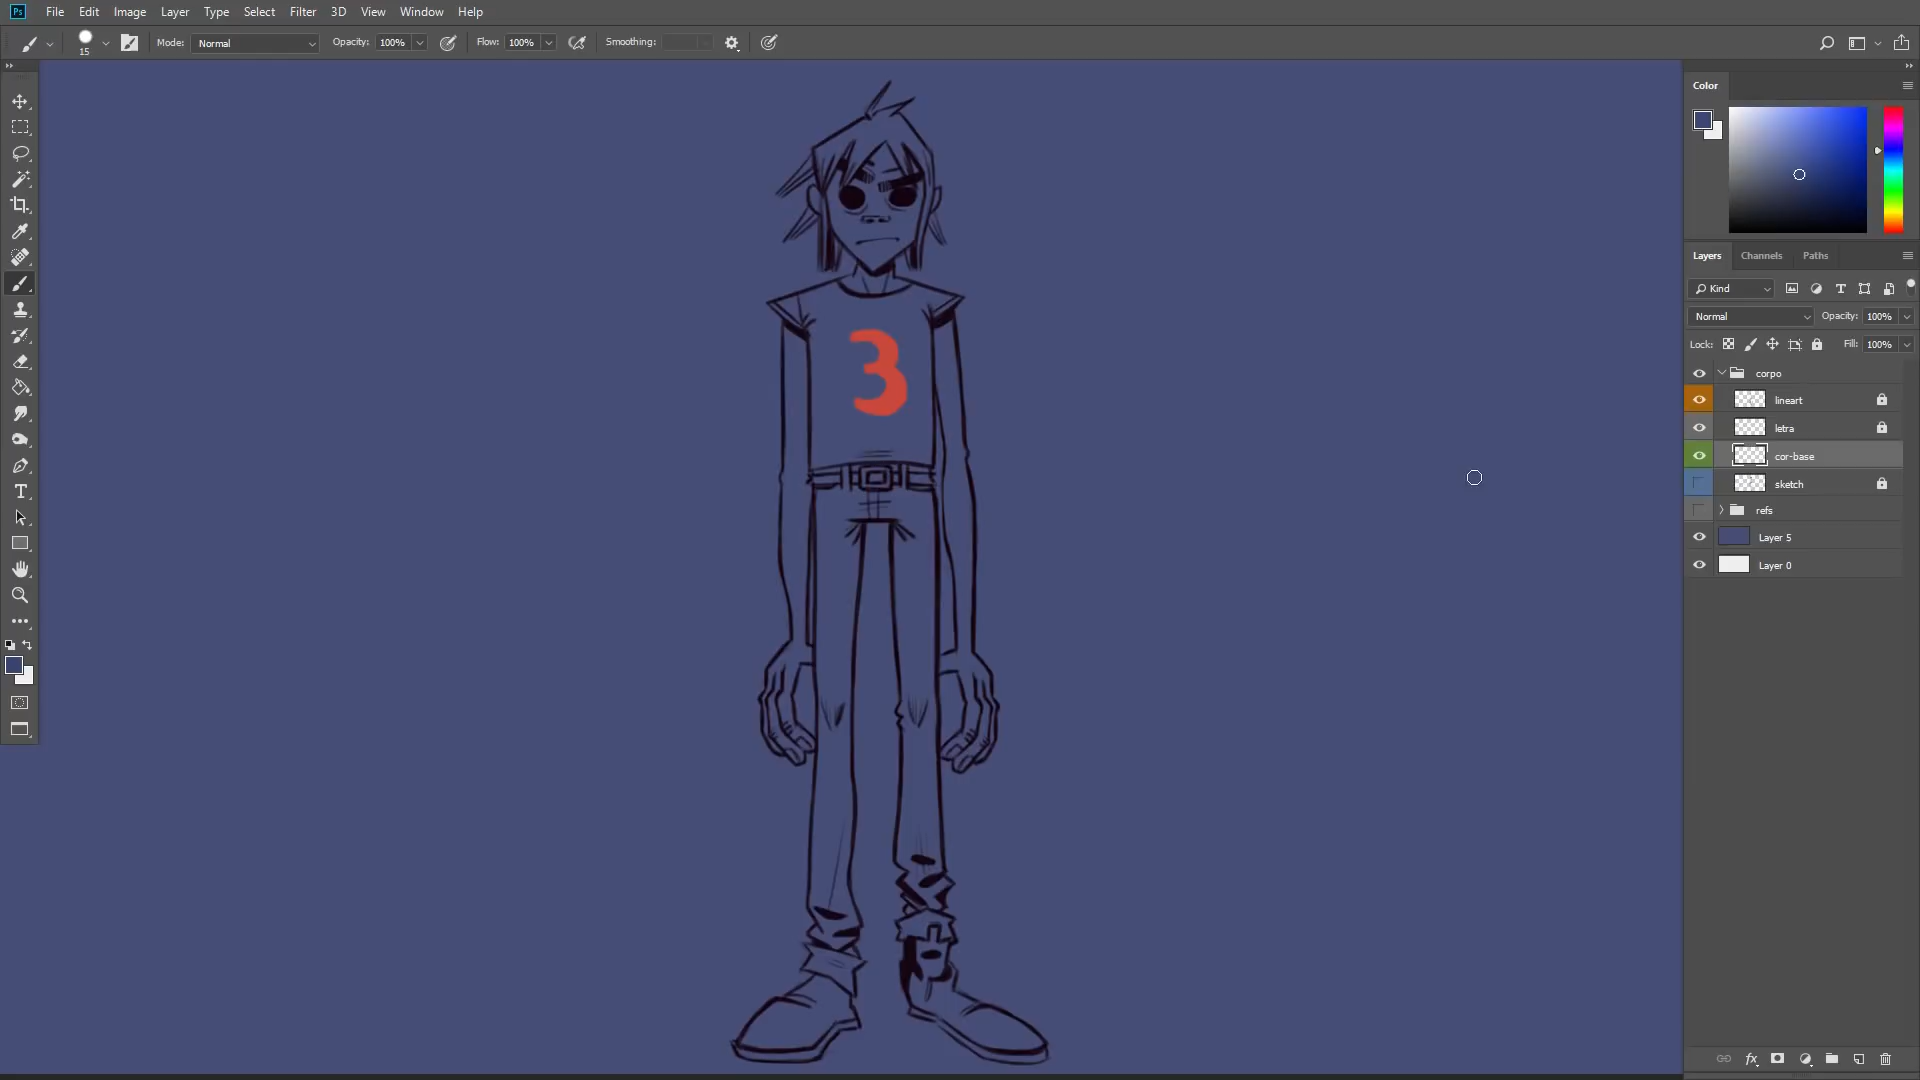 Ps File Edit Image Layer Type Select Filter 3D View Window Help
15 Mode: Normal Opacity: 100% Flow: 100% Smoothing:
Color
3
Layers Channels Paths
Kind
Normal Opacity: 100%
Lock: Fill: 100%
corpo
lineart
letra
cor-base
sketch
refs
Layer 5
Layer 0
fx